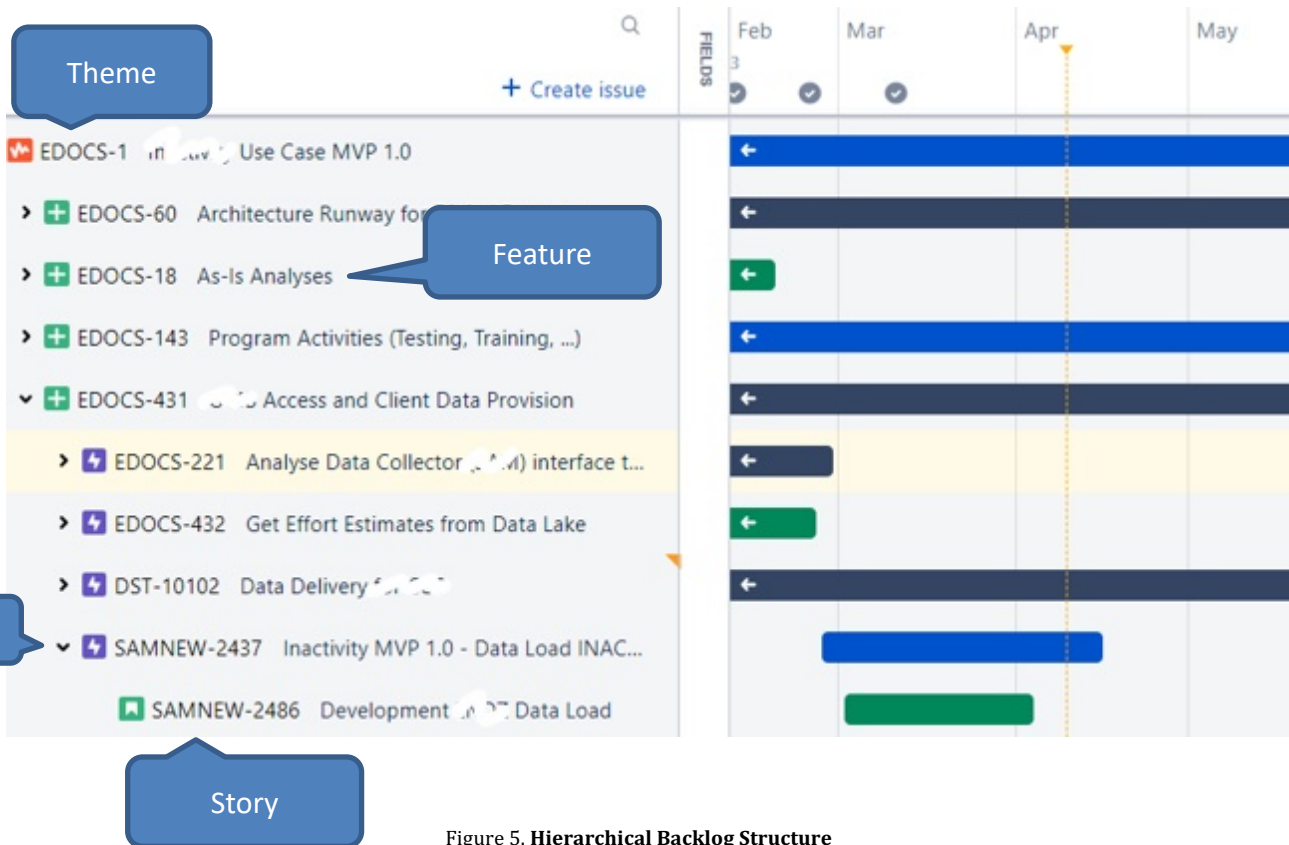 Theme
FIELDS
Feb
Mar
Apr
May
3
+ Create issue
EDOCS-1 Use Case MVP 1.0
EDOCS-60 Architecture Runway for
Feature
EDOCS-18 As-Is Analyses
EDOCS-143 Program Activities (Testing, Training, ...)
EDOCS-431 Access and Client Data Provision
EDOCS-221 Analyse Data Collector interface t...
EDOCS-432 Get Effort Estimates from Data Lake
DST-10102 Data Delivery
SAMNEW-2437 Inactivity MVP 1.0 - Data Load INAC...
SAMNEW-2486 Development Data Load
Story
Figure 5. Hierarchical Backlog Structure